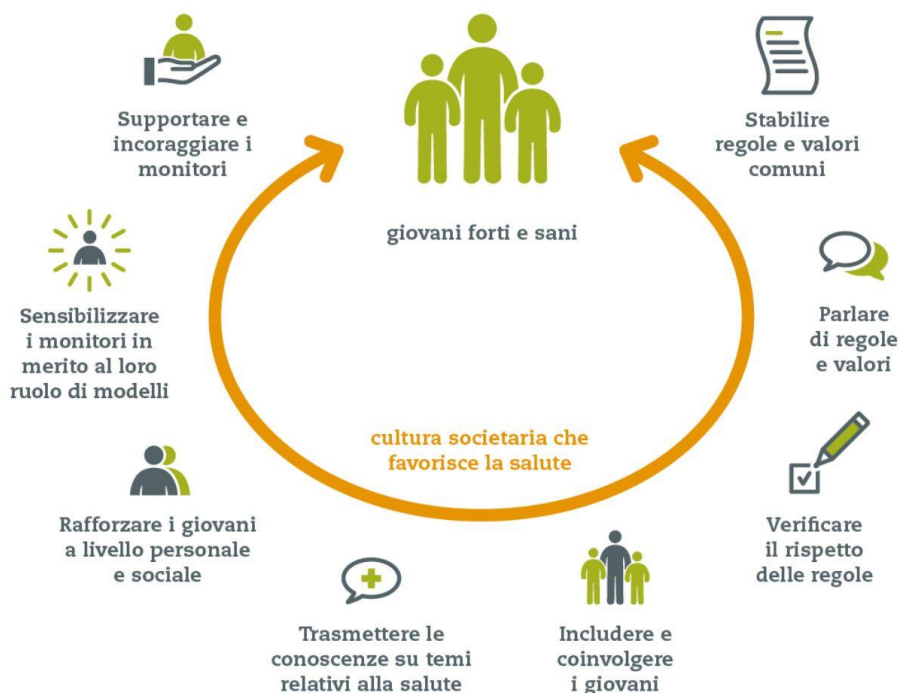 Supportare e
incoraggiare i
monitori
Stabilire
regole e valori
comuni
giovani forti e sani
Sensibilizzare
i monitori in
merito al loro
ruolo di modelli
Parlare
di regole
e valori
cultura societaria che
favorisce la salute
Rafforzare i giovani
a livello personale
e sociale
Verificare
il rispetto
delle regole
Trasmettere le
conoscenze su temi
relativi alla salute
Includere e
coinvolgere
i giovani